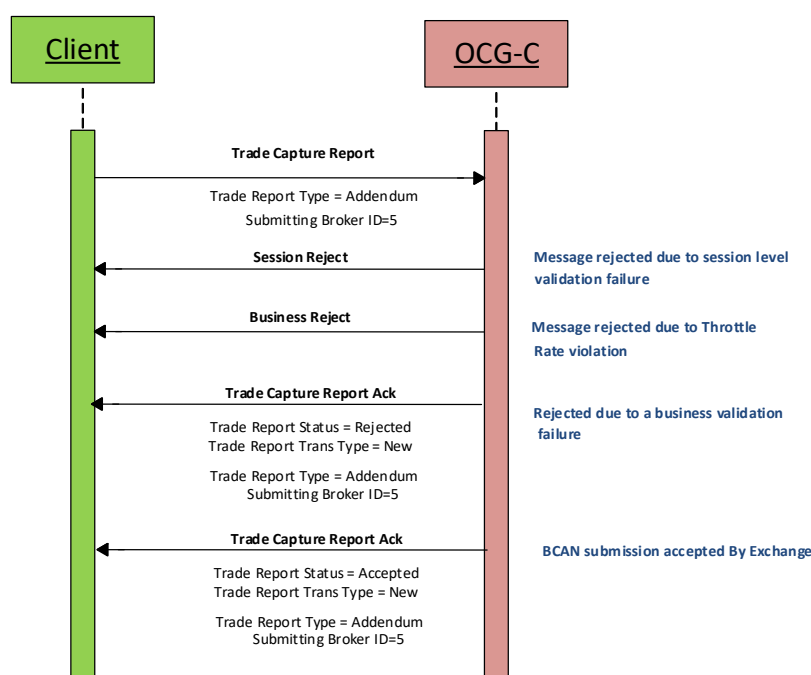 Client
OCG-C
Trade Capture Report
Trade Report Type = Addendum
Submitting Broker ID=5
Session Reject
Message rejected due to session level
validation failure
Business Reject
Message rejected due to Throttle
Rate violation
Trade Capture Report Ack
Rejected due to a business validation
failure
Trade Report Status = Rejected
Trade Report Trans Type = New
Trade Report Type = Addendum
Submitting Broker ID=5
Trade Capture Report Ack
BCAN submission accepted By Exchange
Trade Report Status = Accepted
Trade Report Trans Type = New
Trade Report Type = Addendum
Submitting Broker ID=5